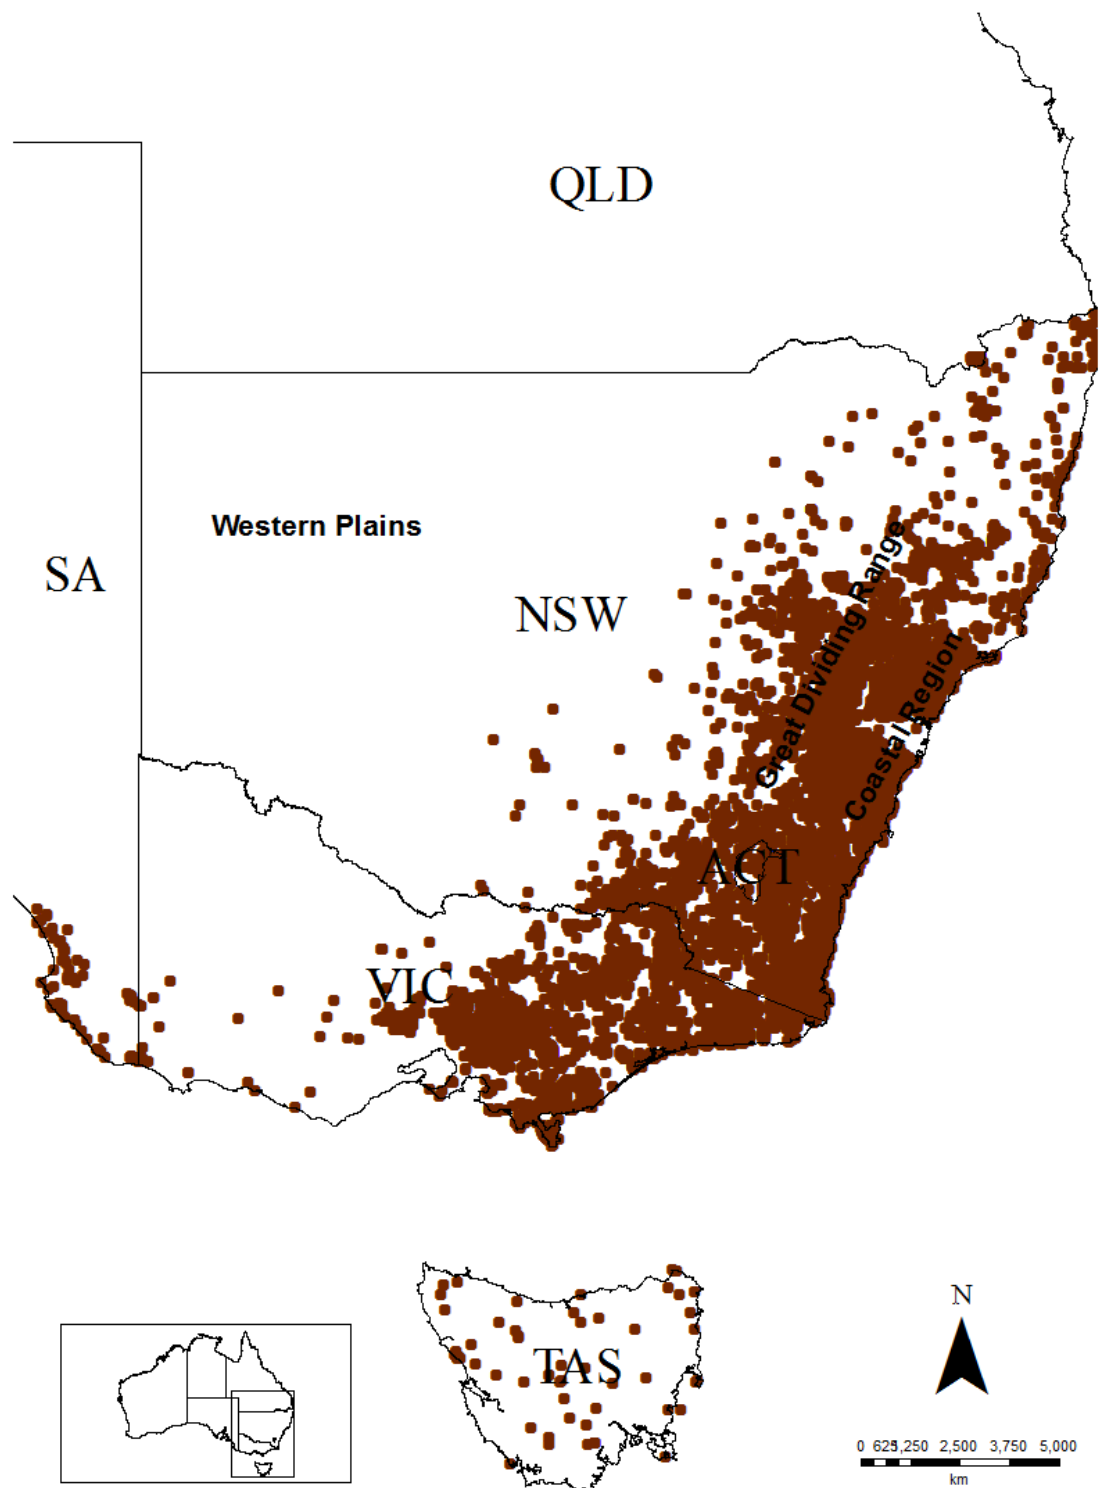 QLD
Western Plains
SA
NSW
Great Dividing Range
Coastal Region
ACT
VIC
TAS
N
0 625 1,250 2,500 3,750 5,000
km